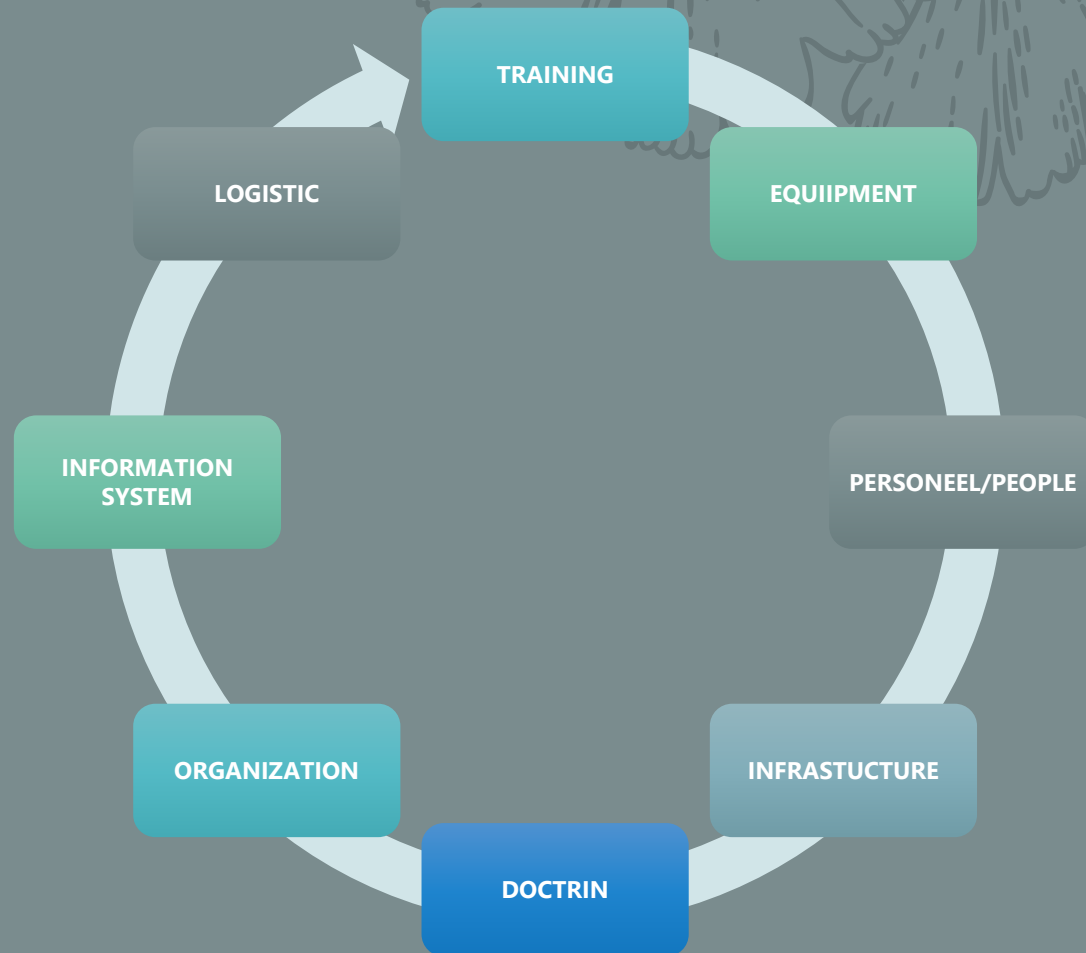 TRAINING
EQUIIPMENT
PERSONEEL/PEOPLE
INFRASTUCTURE
DOCTRIN
ORGANIZATION
INFORMATION
SYSTEM
LOGISTIC